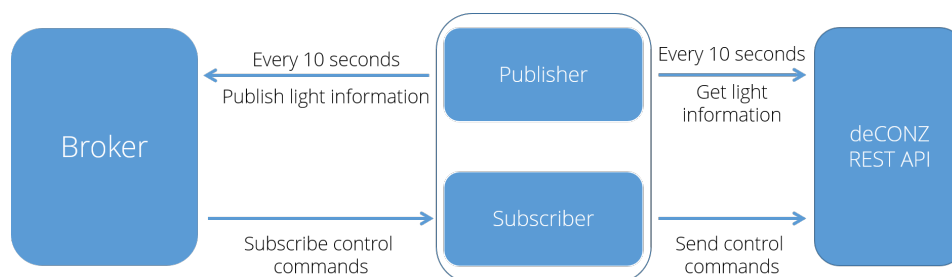 Broker
Every 10 seconds
Publish light information
Subscribe control
commands
Publisher
Subscriber
Every 10 seconds
Get light
information
Send control
commands
deCONZ
REST API